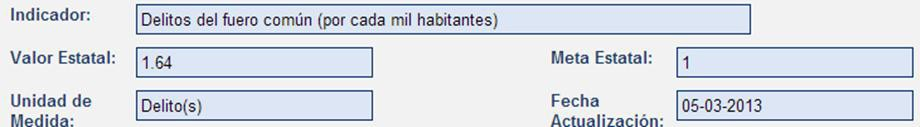 Indicador: Delitos del fuero común (por cada mil habitantes)
Valor Estatal: 1.64 Meta Estatal: 1
Unidad de Medida: Delito(s) Fecha Actualización: 05-03-2013